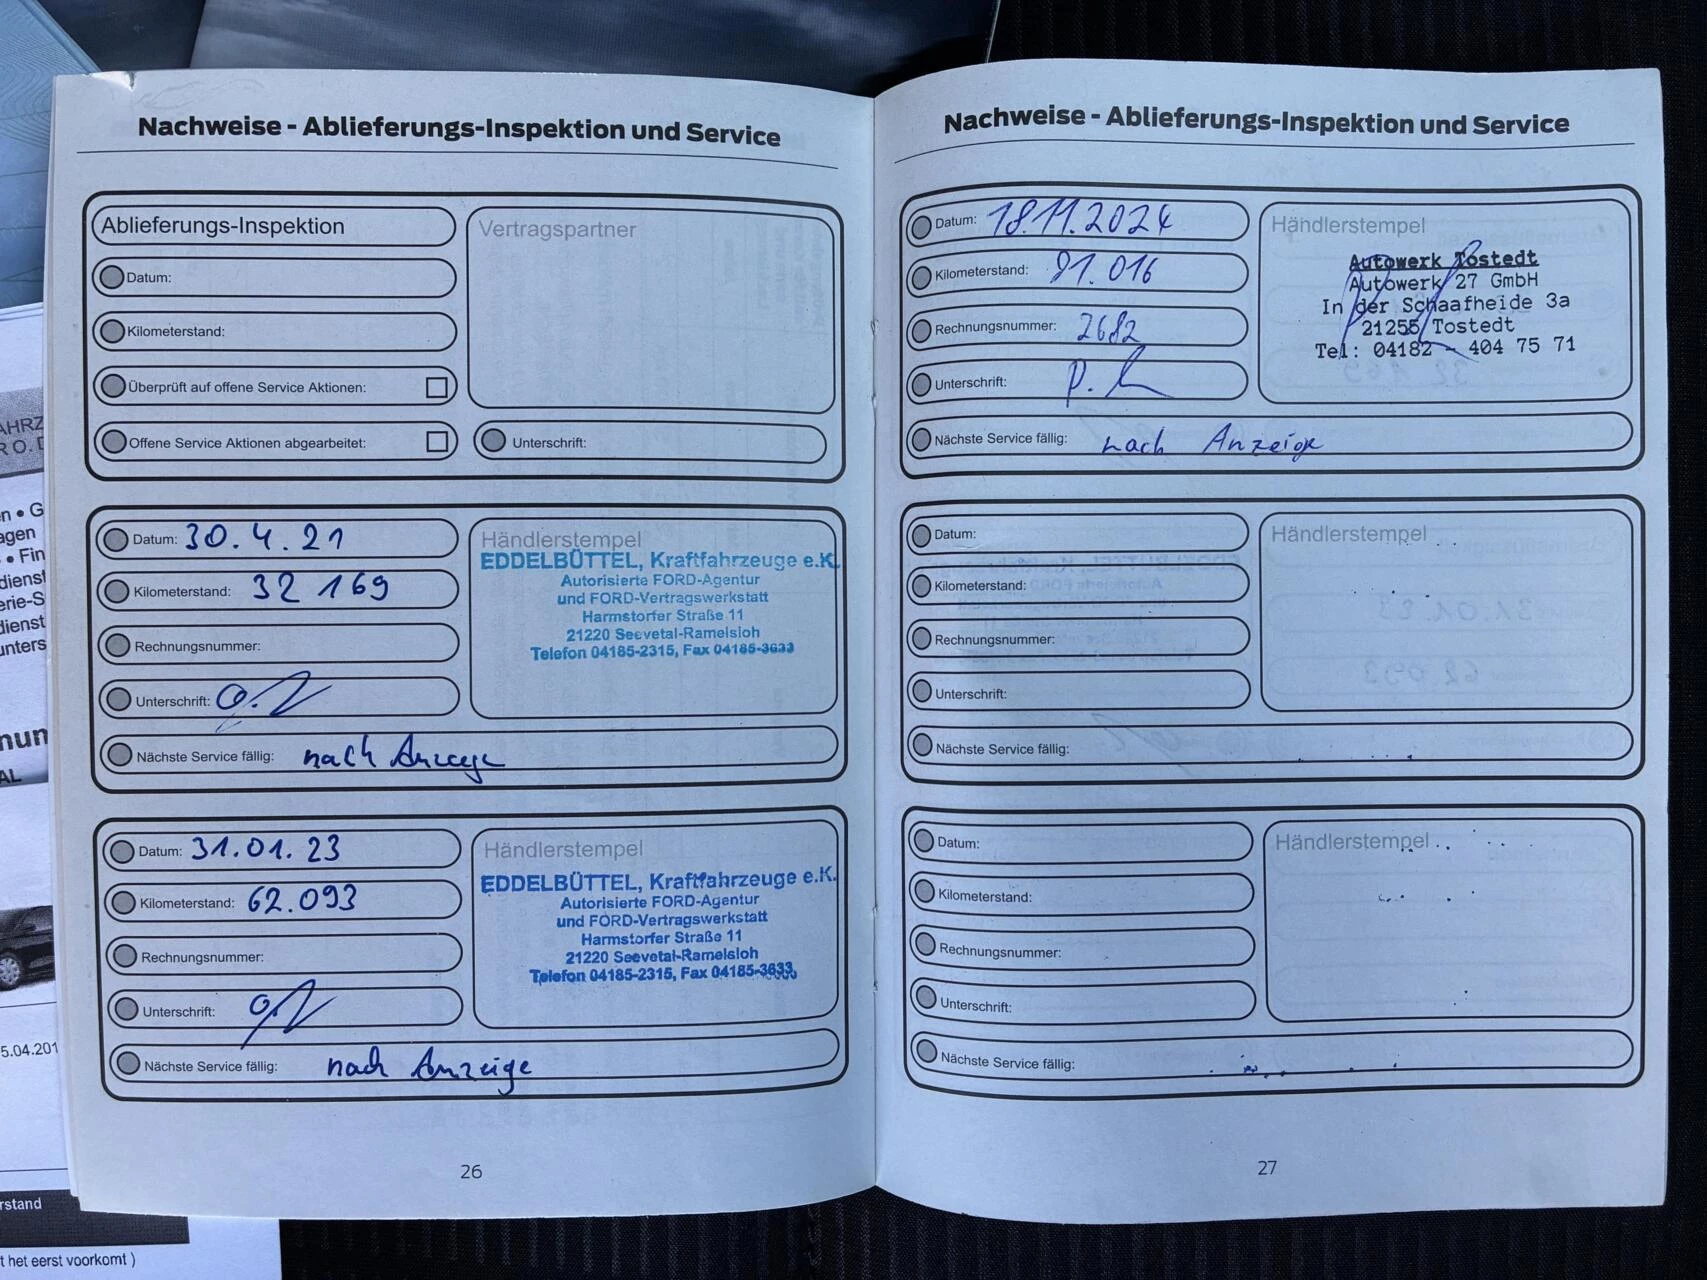 Nachweise - Ablieferungs-Inspektion und Service
Ablieferungs-Inspektion
Vertragspartner
Datum:
Kilometerstand:
Überprüft auf offene Service Aktionen:
Offene Service Aktionen abgearbeitet:
Unterschrift:
Datum: 30.4.21
Kilometerstand: 32 169
Rechnungsnummer:
Unterschrift:
Nächste Service fällig: nach Anzeige
Händlerstempel
EDDELBÜTTEL, Kraftfahrzeuge e.K.
Autorisierte FORD-Agentur
und FORD-Vertragswerkstatt
Harmstorfer Straße 11
21220 Seevetal-Ramelsloh
Telefon 04185-2315, Fax 04185-3633
Datum: 31.01.23
Kilometerstand: 62.093
Rechnungsnummer:
Unterschrift:
Nächste Service fällig: nach Anzeige
Händlerstempel
EDDELBÜTTEL, Kraftfahrzeuge e.K.
Autorisierte FORD-Agentur
und FORD-Vertragswerkstatt
Harmstorfer Straße 11
21220 Seevetal-Ramelsloh
Telefon 04185-2315, Fax 04185-3633
26
Nachweise - Ablieferungs-Inspektion und Service
Datum: 18.11.2024
Kilometerstand: 91.016
Rechnungsnummer: 2682
Unterschrift:
Nächste Service fällig: nach Anzeige
Händlerstempel
Autowerk Tostedt
Autowerk 27 GmbH
In der Schaafheide 3a
21255 Tostedt
Tel: 04182 - 404 75 71
Datum:
Kilometerstand:
Rechnungsnummer:
Unterschrift:
Nächste Service fällig:
Händlerstempel
Datum:
Kilometerstand:
Rechnungsnummer:
Unterschrift:
Nächste Service fällig:
Händlerstempel
27
t het eerst voorkomt )